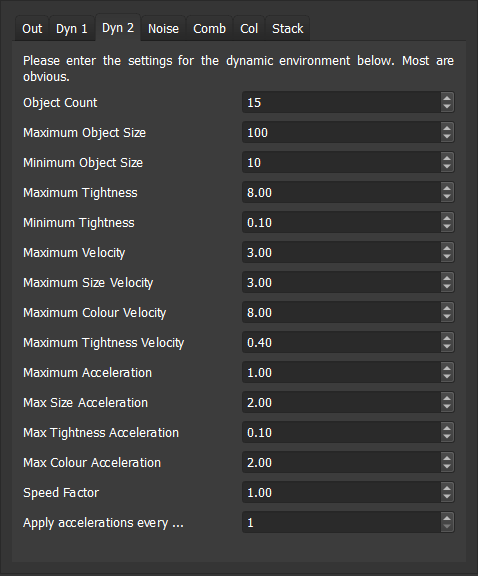 Out Dyn 1 Dyn 2 Noise Comb Col Stack
Please enter the settings for the dynamic environment below. Most are
obvious.
Object Count 15
Maximum Object Size 100
Minimum Object Size 10
Maximum Tightness 8.00
Minimum Tightness 0.10
Maximum Velocity 3.00
Maximum Size Velocity 3.00
Maximum Colour Velocity 8.00
Maximum Tightness Velocity 0.40
Maximum Acceleration 1.00
Max Size Acceleration 2.00
Max Tightness Acceleration 0.10
Max Colour Acceleration 2.00
Speed Factor 1.00
Apply accelerations every ... 1